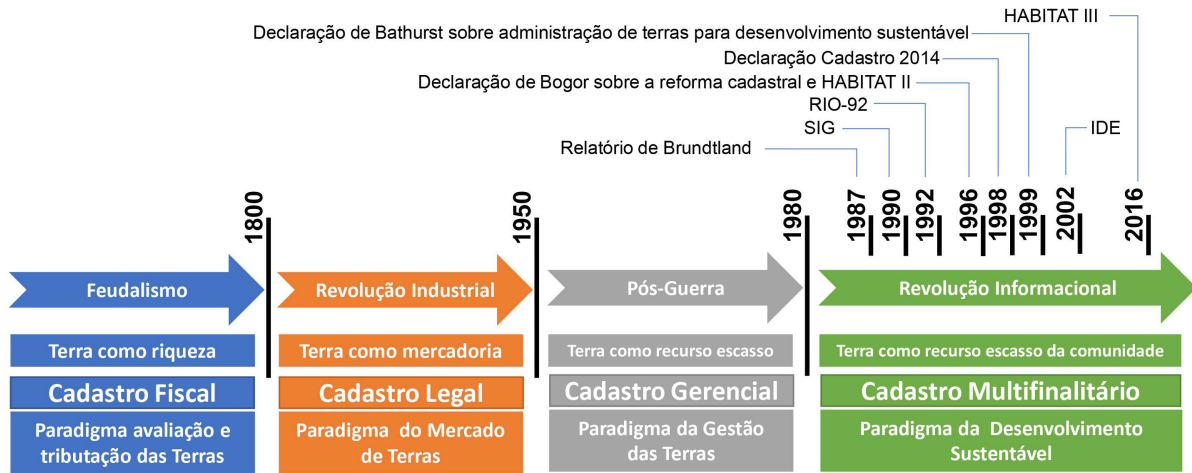 HABITAT III
Declaração de Bathurst sobre administração de terras para desenvolvimento sustentável
Declaração Cadastro 2014
Declaração de Bogor sobre a reforma cadastral e HABITAT II
RIO-92
SIG
IDE
Relatório de Brundtland
1800
1950
1980
1987
1990
1992
1996
1998
1999
2002
2016
Feudalismo
Revolução Industrial
Pós-Guerra
Revolução Informacional
Terra como riqueza
Terra como mercadoria
Terra como recurso escasso
Terra como recurso escasso da comunidade
Cadastro Fiscal
Cadastro Legal
Cadastro Gerencial
Cadastro Multifinalitário
Paradigma avaliação e
tributação das Terras
Paradigma do Mercado
de Terras
Paradigma da Gestão
das Terras
Paradigma da Desenvolvimento
Sustentável